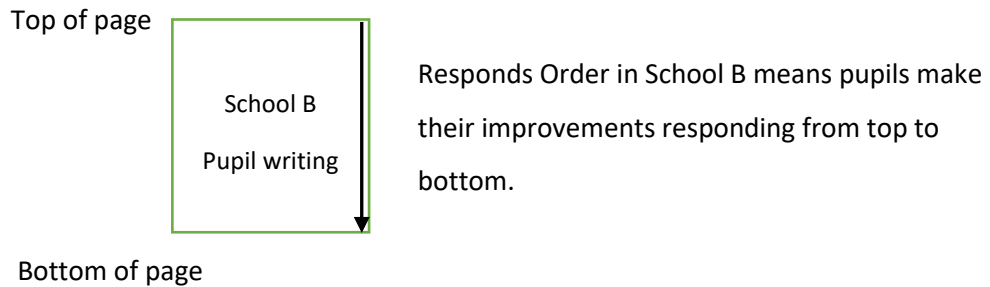 Top of page
School B
Pupil writing
Responds Order in School B means pupils make
their improvements responding from top to
bottom.
Bottom of page